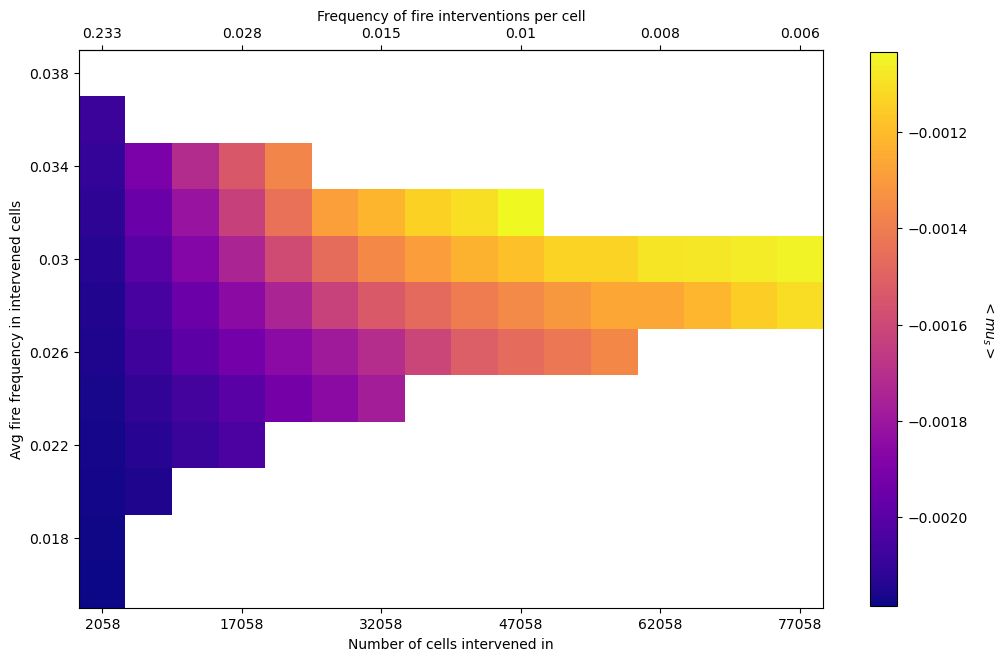 Frequency of fire interventions per cell
0.233 0.028 0.015 0.01 0.008 0.006
Avg fire frequency in intervened cells
0.038
0.034
0.03
0.026
0.022
0.018
2058 17058 32058 47058 62058 77058
Number of cells intervened in
−0.0012
−0.0014
−0.0016
−0.0018
−0.0020
< mu_s >